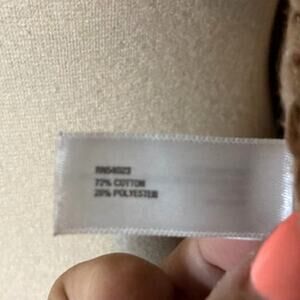 RN54023
72% COTTON
28% POLYESTER